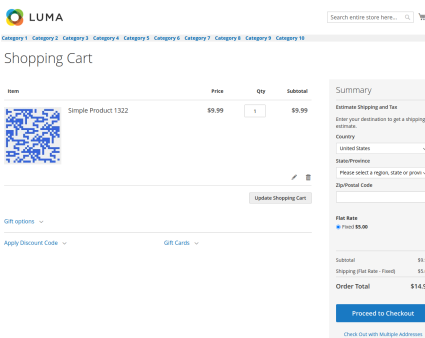 LUMA
Search entire store here...
Category 1 Category 2 Category 3 Category 4 Category 5 Category 6 Category 7 Category 8 Category 9 Category 10
Shopping Cart
Item Price Qty Subtotal
Simple Product 1322 $9.99 1 $9.99
Update Shopping Cart
Gift options
Apply Discount Code
Gift Cards
Summary
Estimate Shipping and Tax
Enter your destination to get a shipping
estimate.
Country
United States
State/Province
Please select a region, state or provi
Zip/Postal Code
Flat Rate
Fixed $5.00
Subtotal $9.
Shipping (Flat Rate - Fixed) $5.
Order Total $14.9
Proceed to Checkout
Check Out with Multiple Addresses